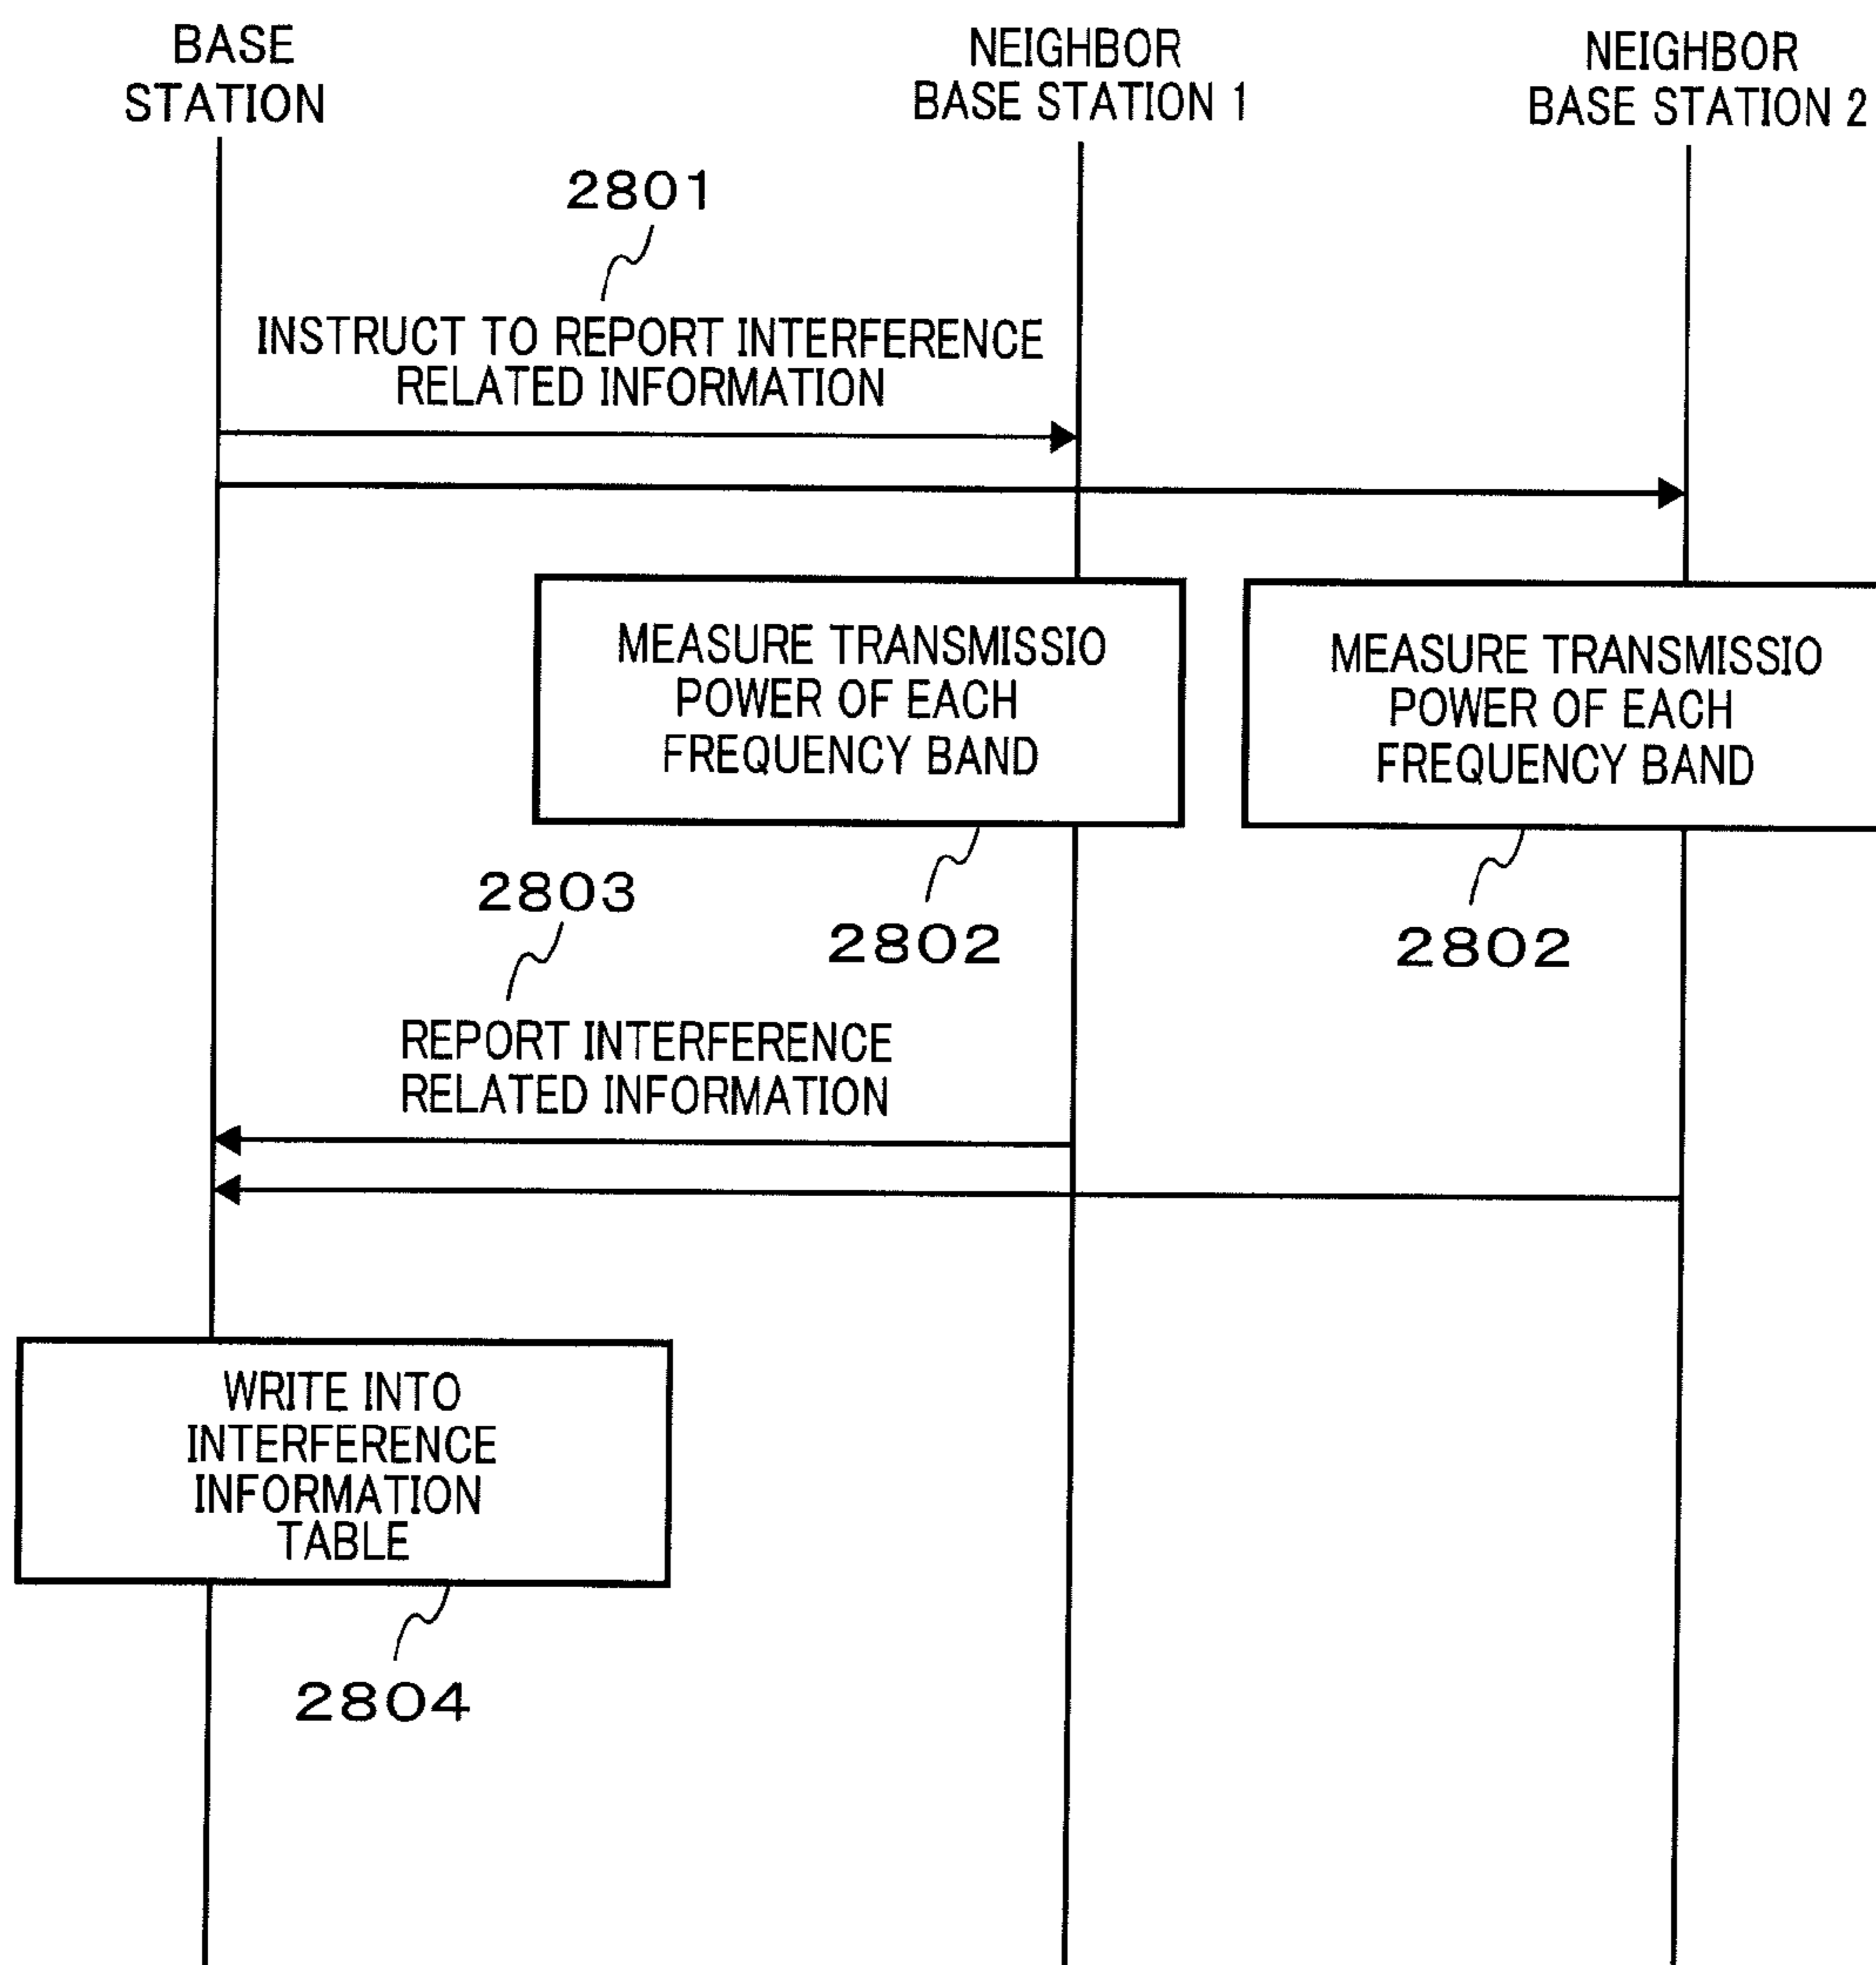 BASE
STATION
NEIGHBOR
BASE STATION 1
NEIGHBOR
BASE STATION 2
2801
INSTRUCT TO REPORT INTERFERENCE
RELATED INFORMATION
MEASURE TRANSMISSIO
POWER OF EACH
FREQUENCY BAND
MEASURE TRANSMISSIO
POWER OF EACH
FREQUENCY BAND
2802
2802
2803
REPORT INTERFERENCE
RELATED INFORMATION
WRITE INTO
INTERFERENCE
INFORMATION
TABLE
2804